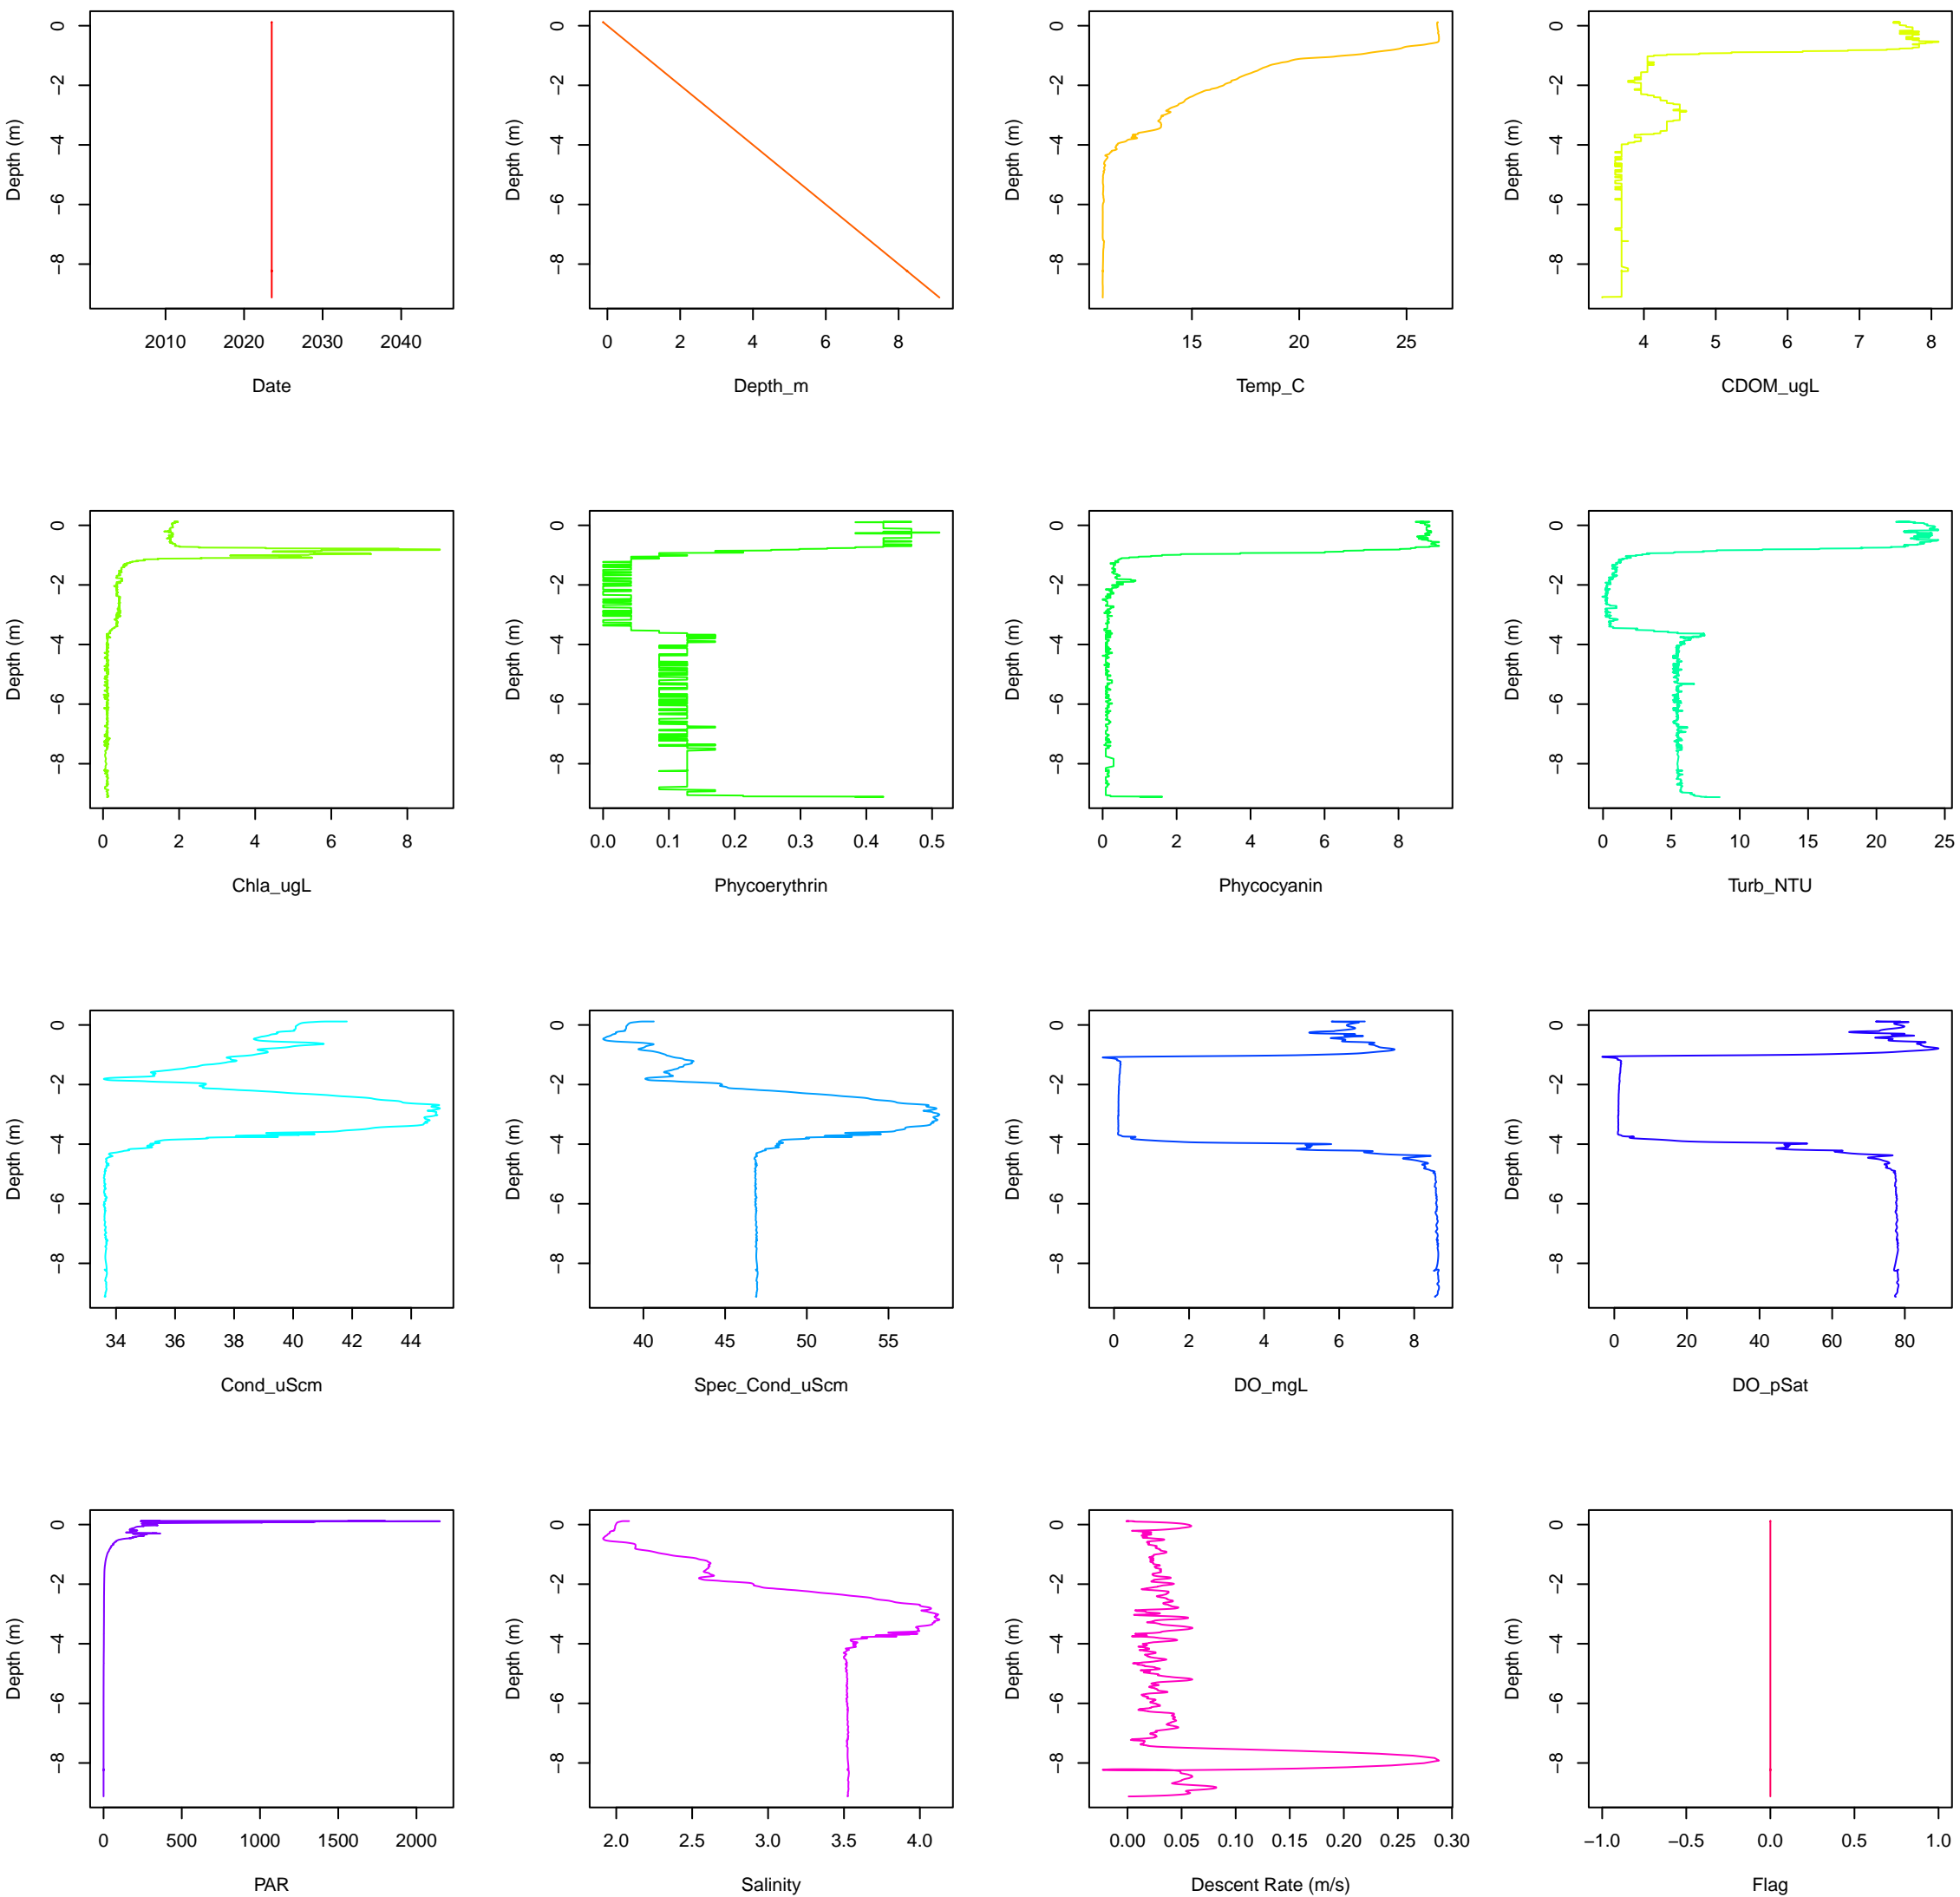 0 −2 −4 −6 −8 Depth (m) 2010 2020 2030 2040 Date
0 −2 −4 −6 −8 Depth (m) 0 2 4 6 8 Depth_m
0 −2 −4 −6 −8 Depth (m) 15 20 25 Temp_C
0 −2 −4 −6 −8 Depth (m) 4 5 6 7 8 CDOM_ugL
0 −2 −4 −6 −8 Depth (m) 0 2 4 6 8 Chla_ugL
0 −2 −4 −6 −8 Depth (m) 0.0 0.1 0.2 0.3 0.4 0.5 Phycoerythrin
0 −2 −4 −6 −8 Depth (m) 0 2 4 6 8 Phycocyanin
0 −2 −4 −6 −8 Depth (m) 0 5 10 15 20 25 Turb_NTU
0 −2 −4 −6 −8 Depth (m) 34 36 38 40 42 44 Cond_uScm
0 −2 −4 −6 −8 Depth (m) 40 45 50 55 Spec_Cond_uScm
0 −2 −4 −6 −8 Depth (m) 0 2 4 6 8 DO_mgL
0 −2 −4 −6 −8 Depth (m) 0 20 40 60 80 DO_pSat
0 −2 −4 −6 −8 Depth (m) 0 500 1000 1500 2000 PAR
0 −2 −4 −6 −8 Depth (m) 2.0 2.5 3.0 3.5 4.0 Salinity
0 −2 −4 −6 −8 Depth (m) 0.00 0.05 0.10 0.15 0.20 0.25 0.30 Descent Rate (m/s)
0 −2 −4 −6 −8 Depth (m) −1.0 −0.5 0.0 0.5 1.0 Flag